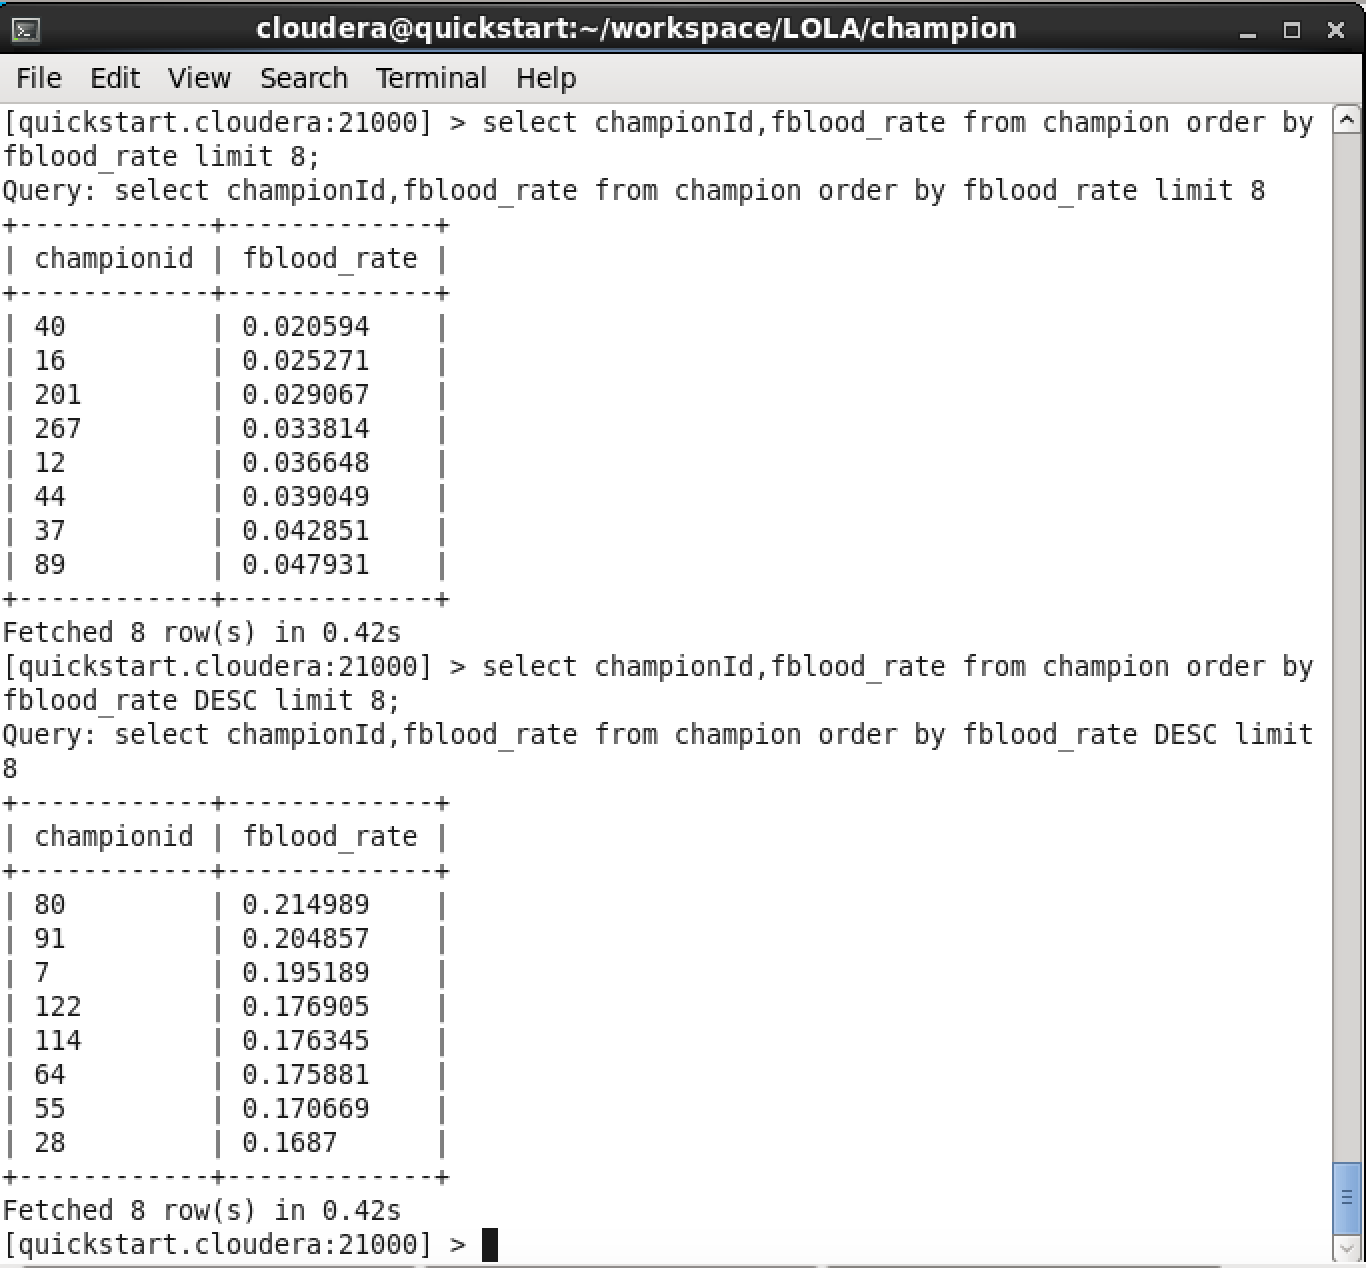 cloudera@quickstart:~/workspace/LOLA/champion
File Edit View Search Terminal Help
[quickstart.cloudera:21000] > select championId,fblood_rate from champion order by
fblood_rate limit 8;
Query: select championId,fblood_rate from champion order by fblood_rate limit 8
+------------+-------------+
| championid | fblood_rate |
+------------+-------------+
| 40         | 0.020594    |
| 16         | 0.025271    |
| 201        | 0.029067    |
| 267        | 0.033814    |
| 12         | 0.036648    |
| 44         | 0.039049    |
| 37         | 0.042851    |
| 89         | 0.047931    |
+------------+-------------+
Fetched 8 row(s) in 0.42s
[quickstart.cloudera:21000] > select championId,fblood_rate from champion order by
fblood_rate DESC limit 8;
Query: select championId,fblood_rate from champion order by fblood_rate DESC limit
8
+------------+-------------+
| championid | fblood_rate |
+------------+-------------+
| 80         | 0.214989    |
| 91         | 0.204857    |
| 7          | 0.195189    |
| 122        | 0.176905    |
| 114        | 0.176345    |
| 64         | 0.175881    |
| 55         | 0.170669    |
| 28         | 0.1687      |
+------------+-------------+
Fetched 8 row(s) in 0.42s
[quickstart.cloudera:21000] >